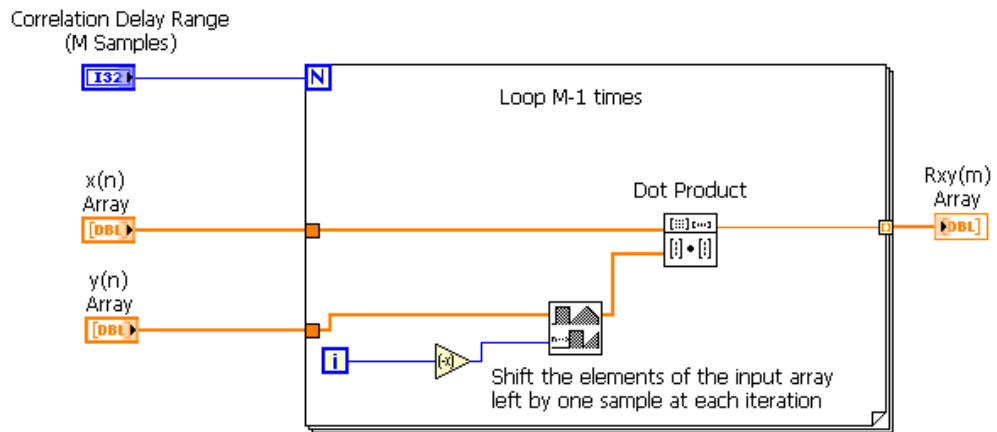 Correlation Delay Range
(M Samples)
I32
N
Loop M-1 times
x(n)
Array
[DBL]
Dot Product
Rxy(m)
Array
[DBL]
y(n)
Array
[DBL]
i
(-x)
n-->
Shift the elements of the input array
left by one sample at each iteration